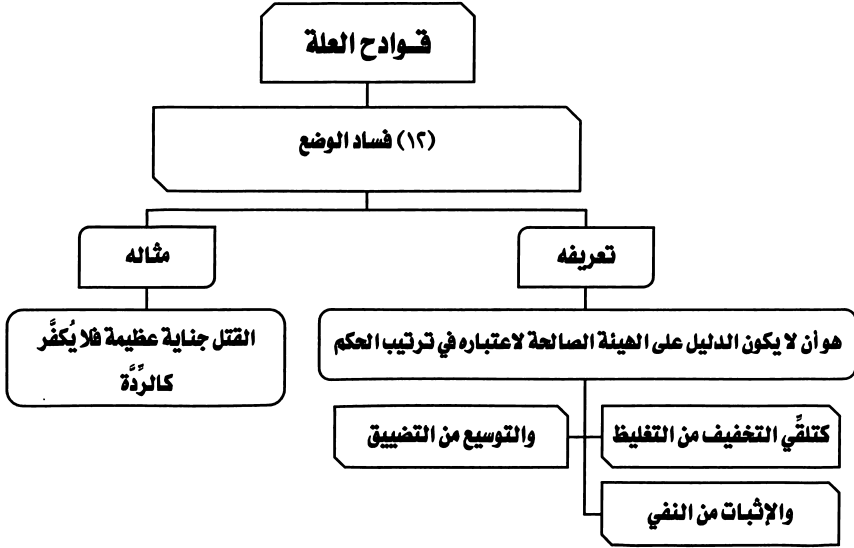 قوادح العلة
(١٢) فساد الوضع
تعريفه
مثاله
هو أن لا يكون الدليل على الهيئة الصالحة لاعتباره في ترتيب الحكم
القتل جناية عظيمة فلا يُكفَّر
كالرِّدَّة
كتلقِّي التخفيف من التغليظ
والتوسيع من التضييق
والإثبات من النفي